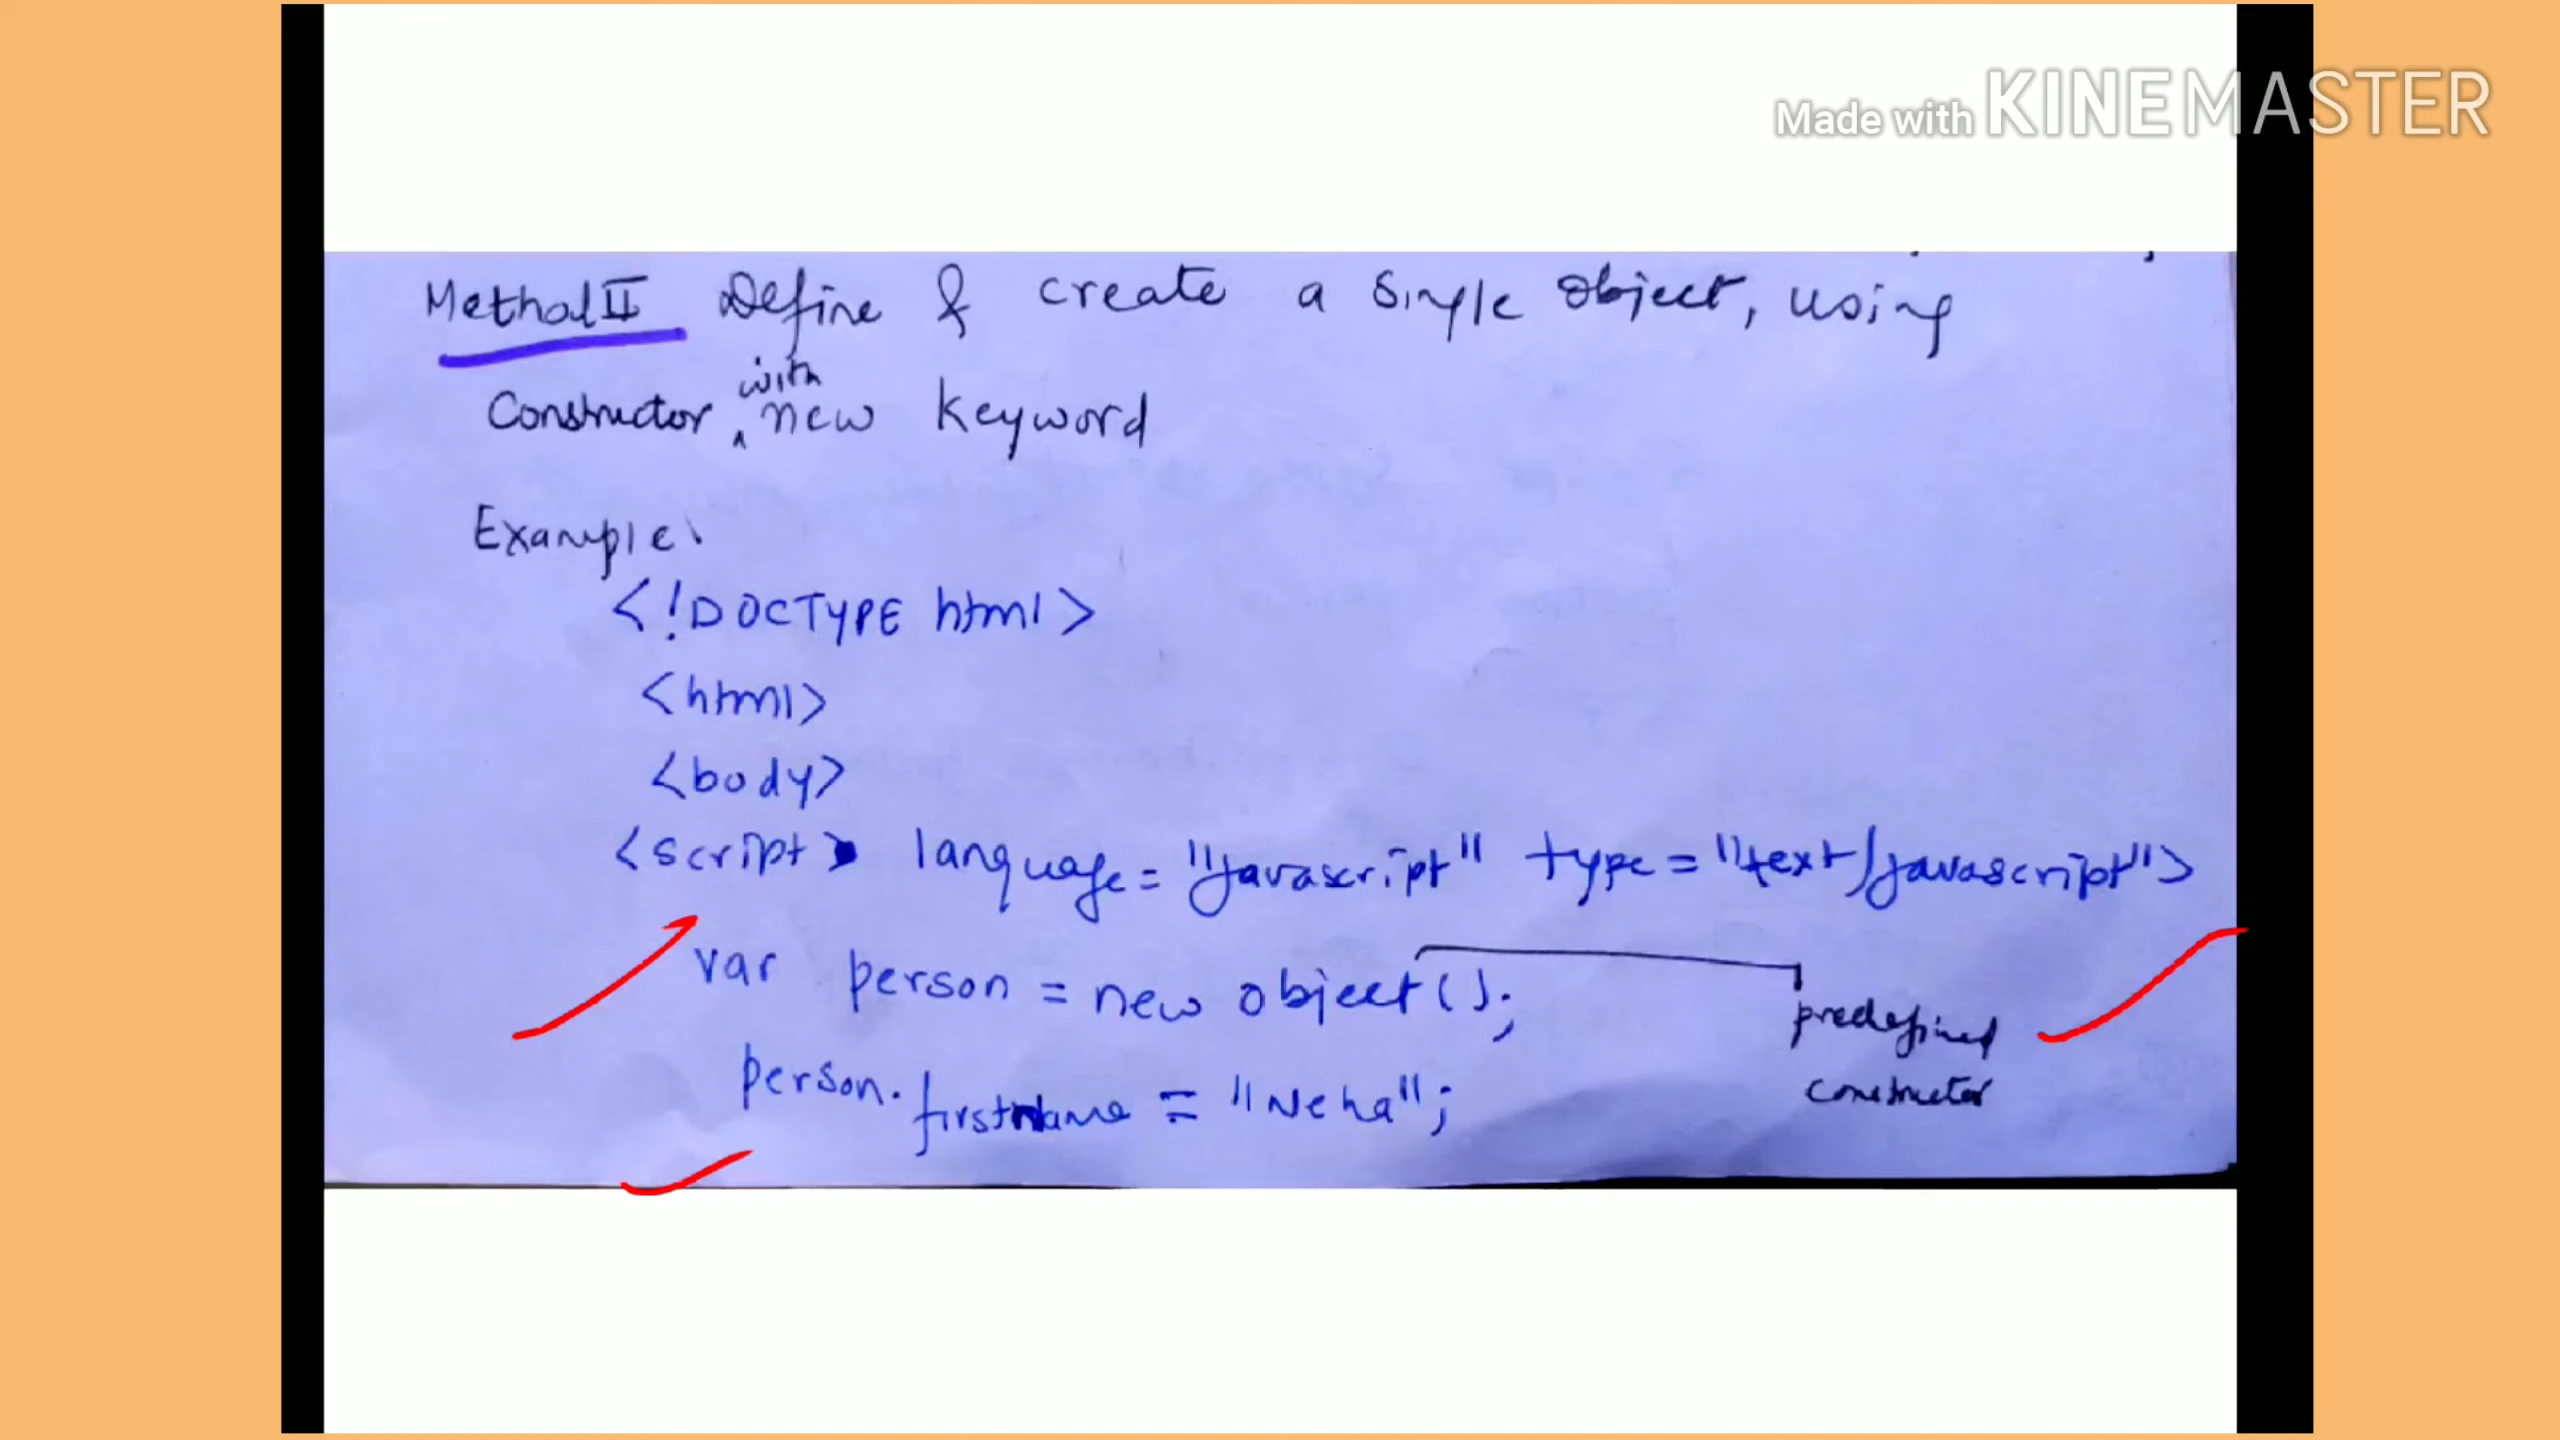 Made with KINEMASTER
Method II Define & create a single object, using
Constructor with new keyword
Example:
<!DOCTYPE html>
<html>
<body>
<script> language="javascript" type="text/javascript">
var person = new object();
predefined
constructor
person.firstname = "Neha";